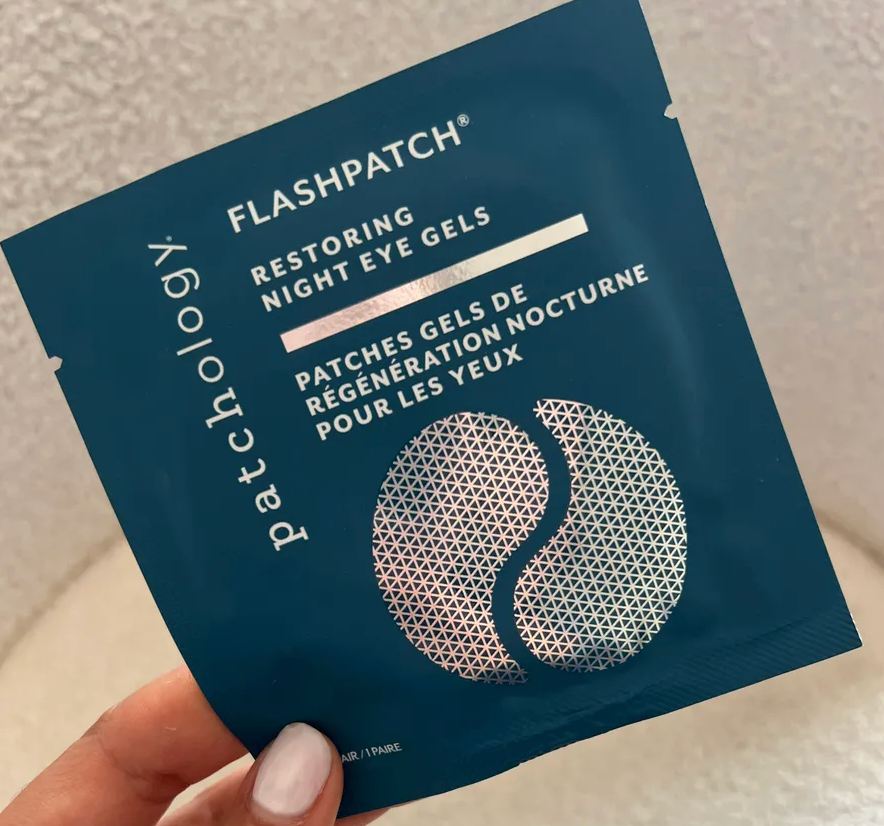 FLASHPATCH®
RESTORING
NIGHT EYE GELS
PATCHES GELS DE
RÉGÉNÉRATION NOCTURNE
POUR LES YEUX
patchology.
/ 1 PAIRE